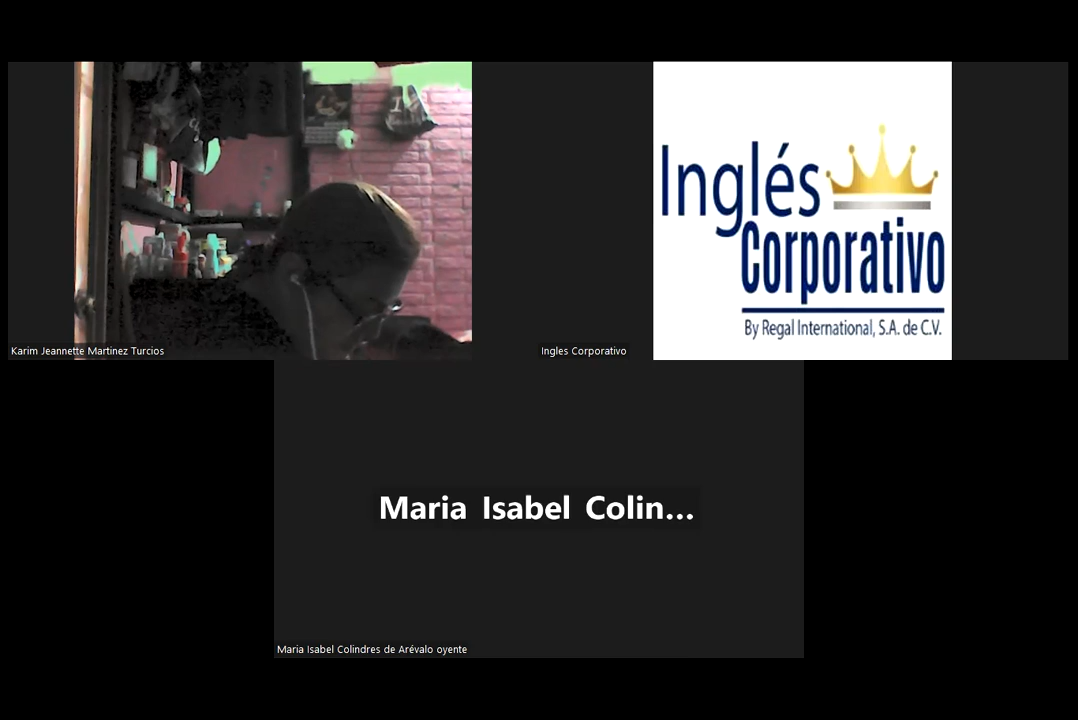 Inglés
Corporativo
By Regal International, S.A. de C.V.
Karim Jeannette Martinez Turcios
Ingles Corporativo
Maria Isabel Colin...
Maria Isabel Colindres de Arévalo oyente